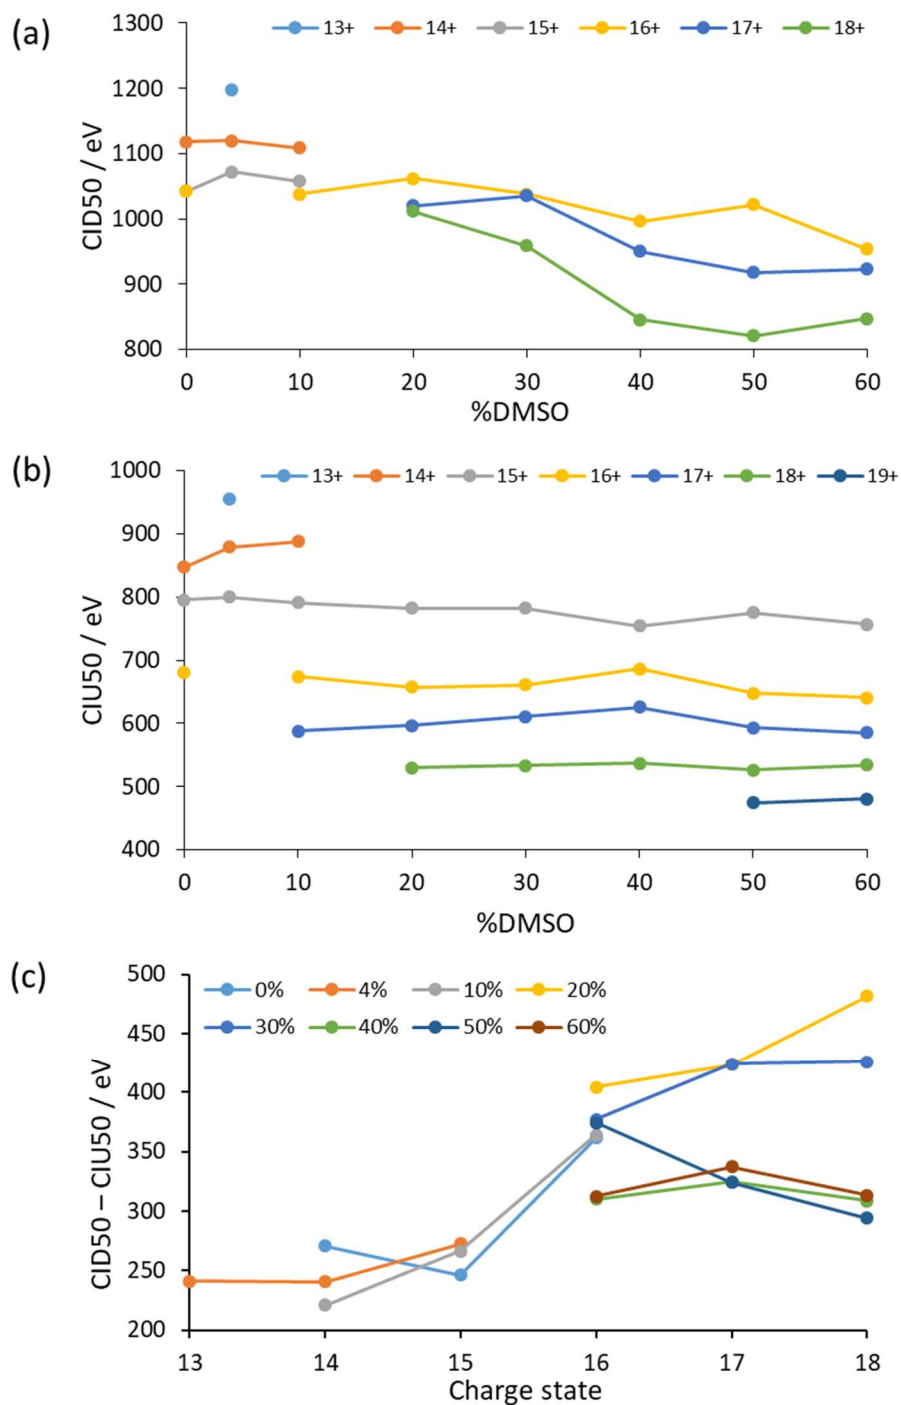 (a)
13+ 14+ 15+ 16+ 17+ 18+
1300
1200
1100
1000
900
800
CID50 / eV
0 10 20 30 40 50 60
%DMSO
(b)
13+ 14+ 15+ 16+ 17+ 18+ 19+
1000
900
800
700
600
500
400
CIU50 / eV
0 10 20 30 40 50 60
%DMSO
(c)
0% 4% 10% 20%
30% 40% 50% 60%
500
450
400
350
300
250
200
CID50 – CIU50 / eV
13 14 15 16 17 18
Charge state